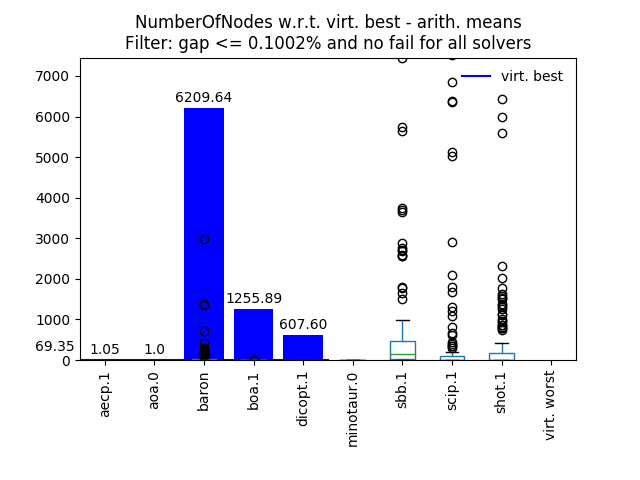 NumberOfNodes w.r.t. virt. best - arith. means
Filter: gap <= 0.1002% and no fail for all solvers
virt. best
7000
6000
5000
4000
3000
2000
1000
0
69.35
1.05
1.0
6209.64
1255.89
607.60
aecp.1
aoa.0
baron
boa.1
dicopt.1
minotaur.0
sbb.1
scip.1
shot.1
virt. worst